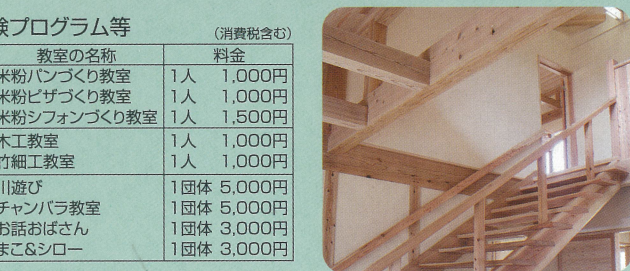 験プログラム等
(消費税含む)
教室の名称 料金
米粉パンづくり教室 1人 1,000円
米粉ピザづくり教室 1人 1,000円
米粉シフォンづくり教室 1人 1,500円
木工教室 1人 1,000円
竹細工教室 1人 1,000円
川遊び 1団体 5,000円
チャンバラ教室 1団体 5,000円
お話おばさん 1団体 3,000円
まこ&シロー 1団体 3,000円